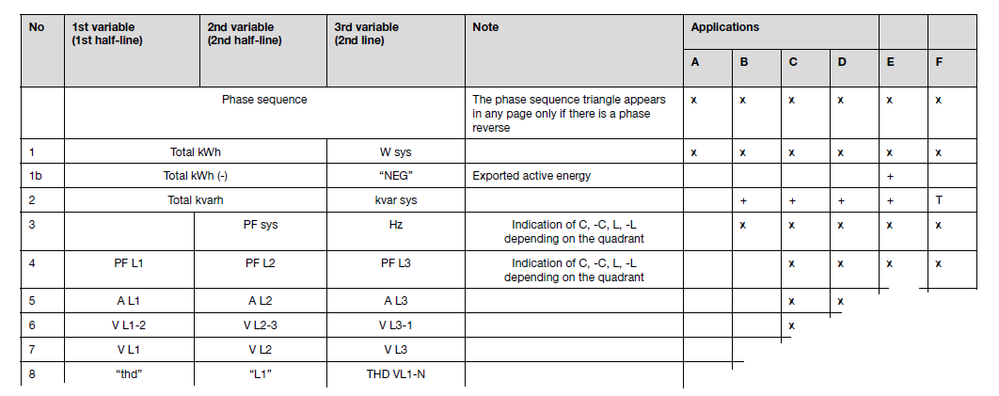 No 1st variable (1st half-line) 2nd variable (2nd half-line) 3rd variable (2nd line) Note Applications
A B C D E F
Phase sequence The phase sequence triangle appears in any page only if there is a phase reverse x x x x x x
1 Total kWh W sys x x x x x x
1b Total kWh (-) “NEG” Exported active energy +
2 Total kvarh kvar sys + + + + T
3 PF sys Hz Indication of C, -C, L, -L depending on the quadrant x x x x x
4 PF L1 PF L2 PF L3 Indication of C, -C, L, -L depending on the quadrant x x x x
5 A L1 A L2 A L3 x x
6 V L1-2 V L2-3 V L3-1 x
7 V L1 V L2 V L3
8 “thd” “L1” THD VL1-N